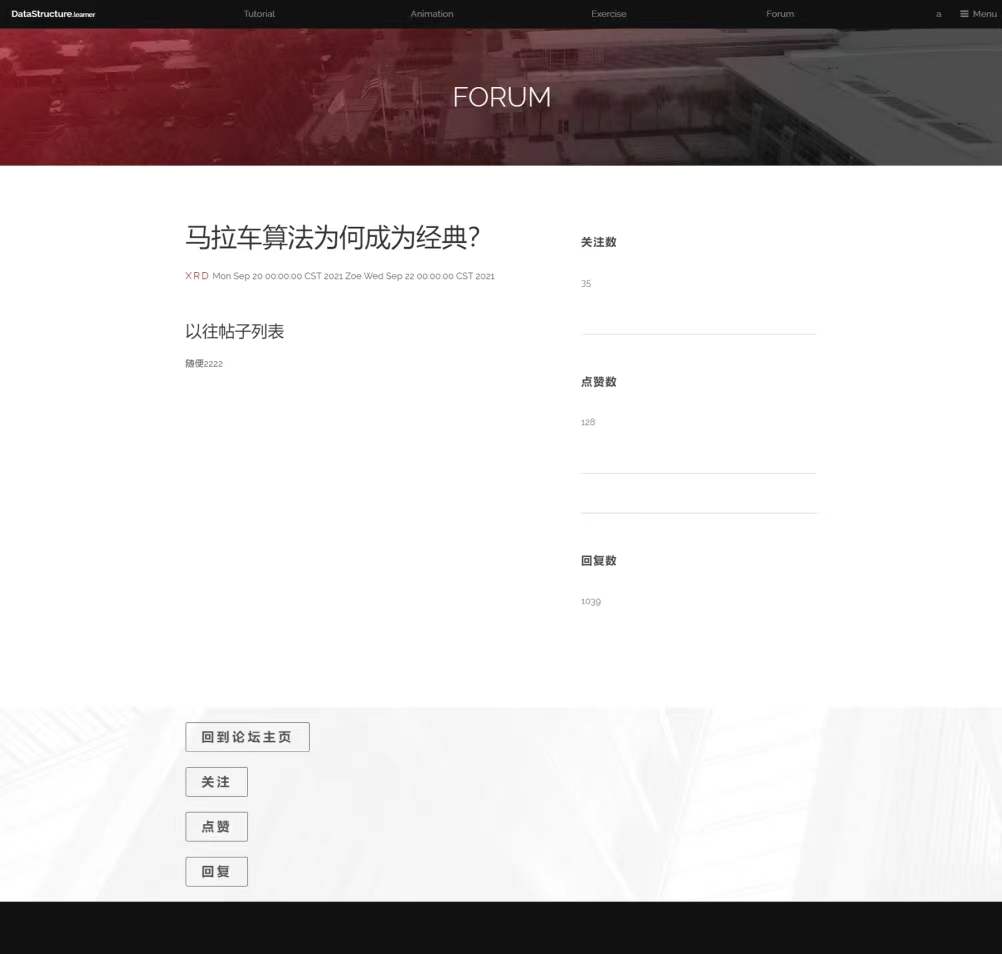 DataStructure.learner Tutorial Animation Exercise Forum a Menu
FORUM
马拉车算法为何成为经典?
XRD Mon Sep 20 00:00:00 CST 2021 Zoe Wed Sep 22 00:00:00 CST 2021
以往帖子列表
随便2222
关注数
35
点赞数
128
回复数
1039
回到论坛主页
关注
点赞
回复